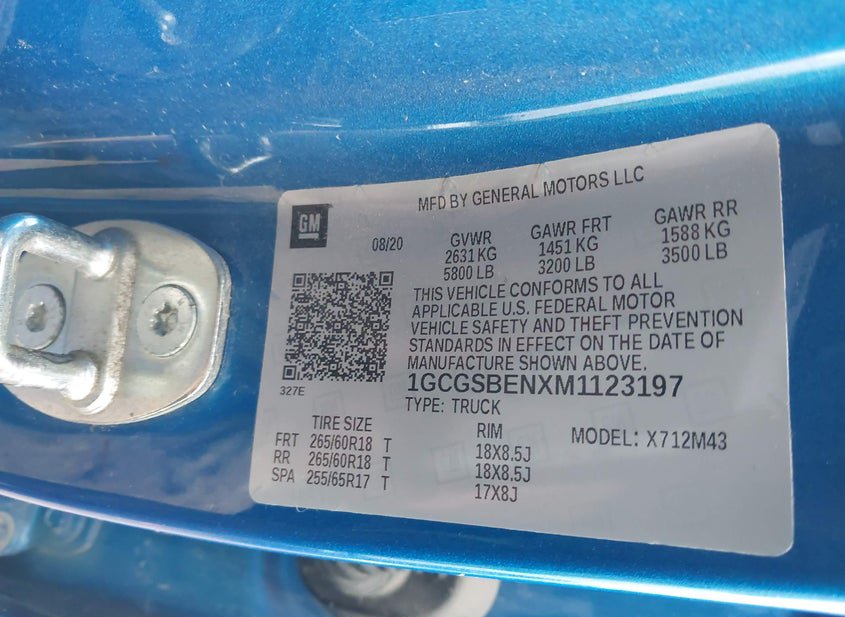 MFD BY GENERAL MOTORS LLC
GM
08/20 GVWR GAWR FRT GAWR RR
2631 KG 1451 KG 1588 KG
5800 LB 3200 LB 3500 LB
THIS VEHICLE CONFORMS TO ALL
APPLICABLE U.S. FEDERAL MOTOR
VEHICLE SAFETY AND THEFT PREVENTION
STANDARDS IN EFFECT ON THE DATE OF
MANUFACTURE SHOWN ABOVE.
327E
1GCGSBENXM1123197
TYPE: TRUCK
TIRE SIZE RIM MODEL: X712M43
FRT 265/60R18 T 18X8.5J
RR 265/60R18 T 18X8.5J
SPA 255/65R17 T 17X8J